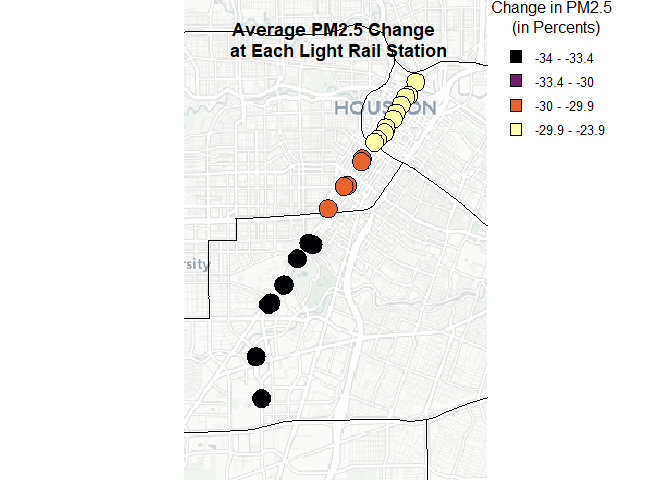 Change in PM2.5
(in Percents)
Average PM2.5 Change
at Each Light Rail Station
-34 - -33.4
-33.4 - -30
-30 - -29.9
-29.9 - -23.9
HOUSTON
rsity